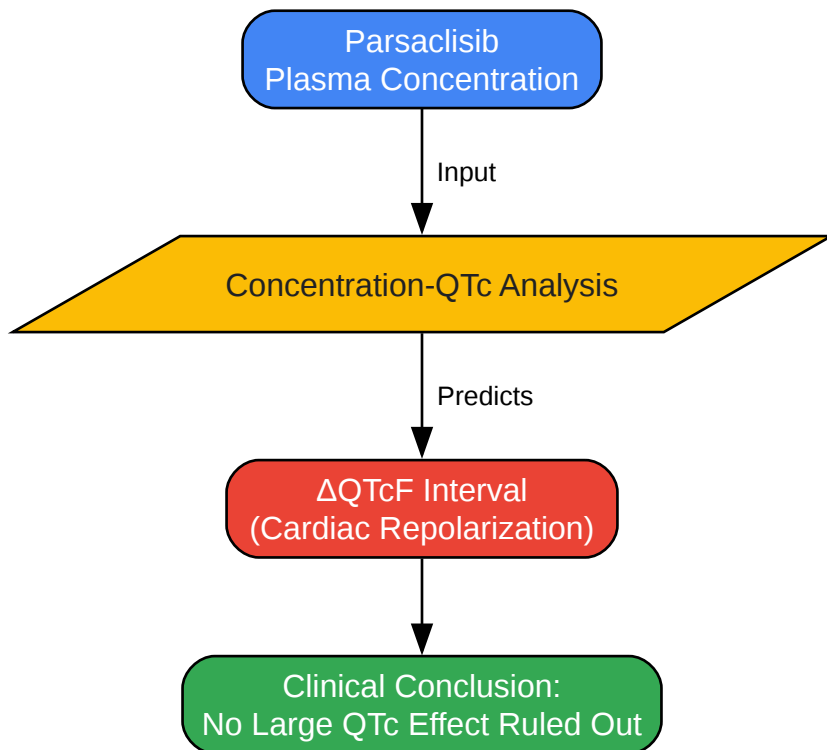 Parsaclisib
Plasma Concentration
Input
Concentration-QTc Analysis
Predicts
ΔQTcF Interval
(Cardiac Repolarization)
Clinical Conclusion:
No Large QTc Effect Ruled Out